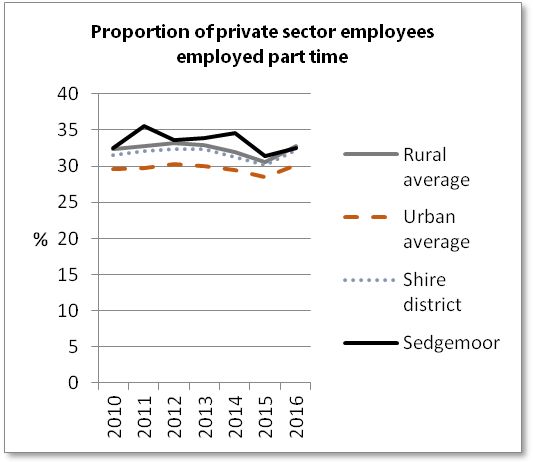 Proportion of private sector employees
employed part time
40
35
30
25
20
15
10
5
0
%
2010
2011
2012
2013
2014
2015
2016
Rural
average
Urban
average
Shire
district
Sedgemoor